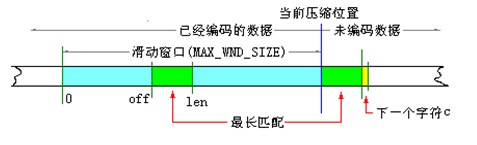 当前压缩位置
已经编码的数据
未编码数据
滑动窗口(MAX_WND_SIZE)
0
off
len
最长匹配
下一个字符c